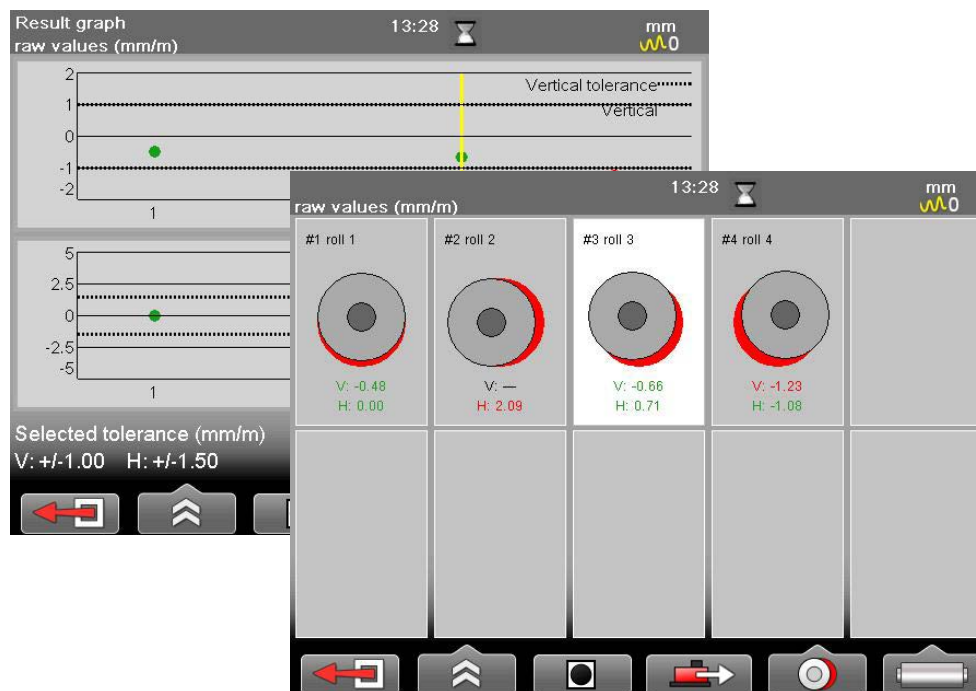 Result graph
raw values (mm/m)
13:28
mm
0
2
1
0
-1
-2
Vertical tolerance
Vertical
1
5
2.5
0
-2.5
-5
1
Selected tolerance (mm/m)
V: +/-1.00 H: +/-1.50
raw values (mm/m)
13:28
mm
0
#1 roll 1
#2 roll 2
#3 roll 3
#4 roll 4
V: -0.48
V: —
V: -0.66
V: -1.23
H: 0.00
H: 2.09
H: 0.71
H: -1.08